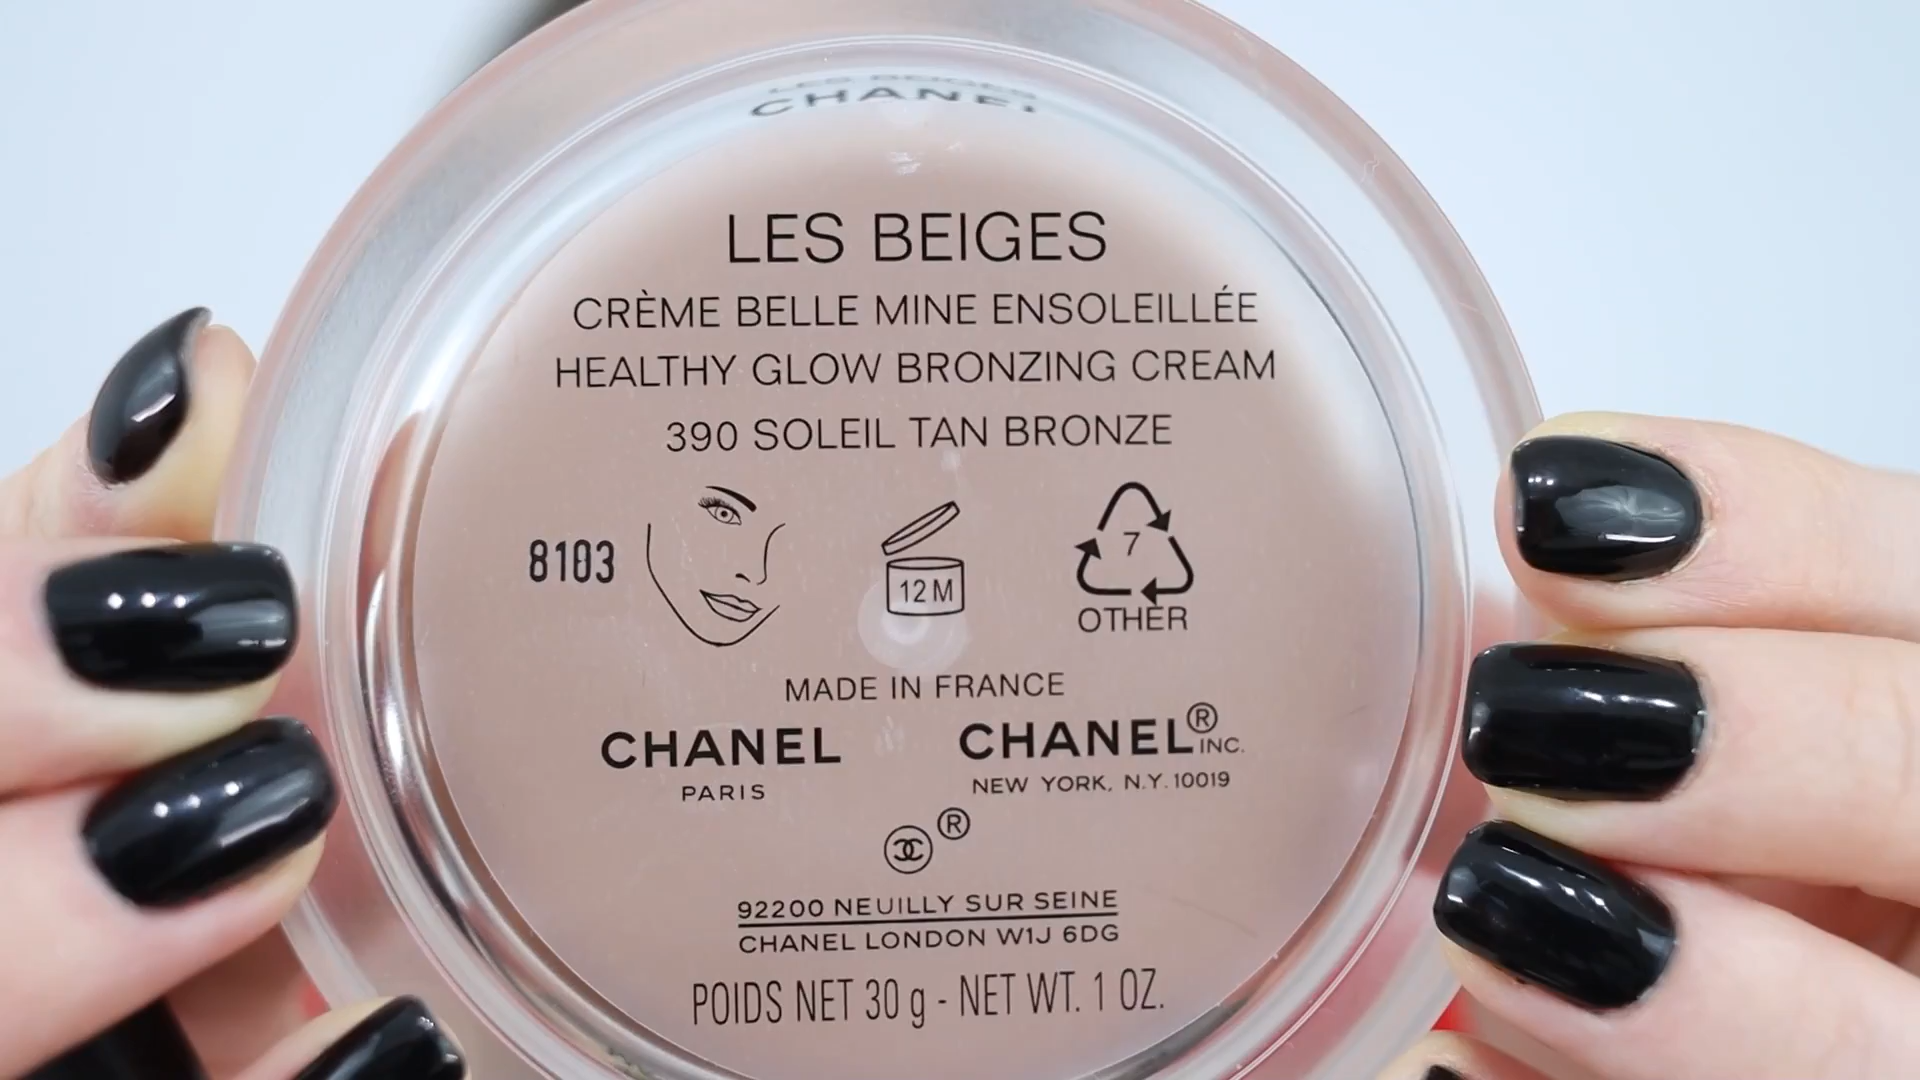 LES BEIGES
CHANEL
LES BEIGES
CRÈME BELLE MINE ENSOLEILLÉE
HEALTHY GLOW BRONZING CREAM
390 SOLEIL TAN BRONZE
8103
12 M
7
OTHER
MADE IN FRANCE
CHANEL
PARIS
CHANEL® INC.
NEW YORK, N.Y. 10019
®
92200 NEUILLY SUR SEINE
CHANEL LONDON W1J 6DG
POIDS NET 30 g - NET WT. 1 OZ.